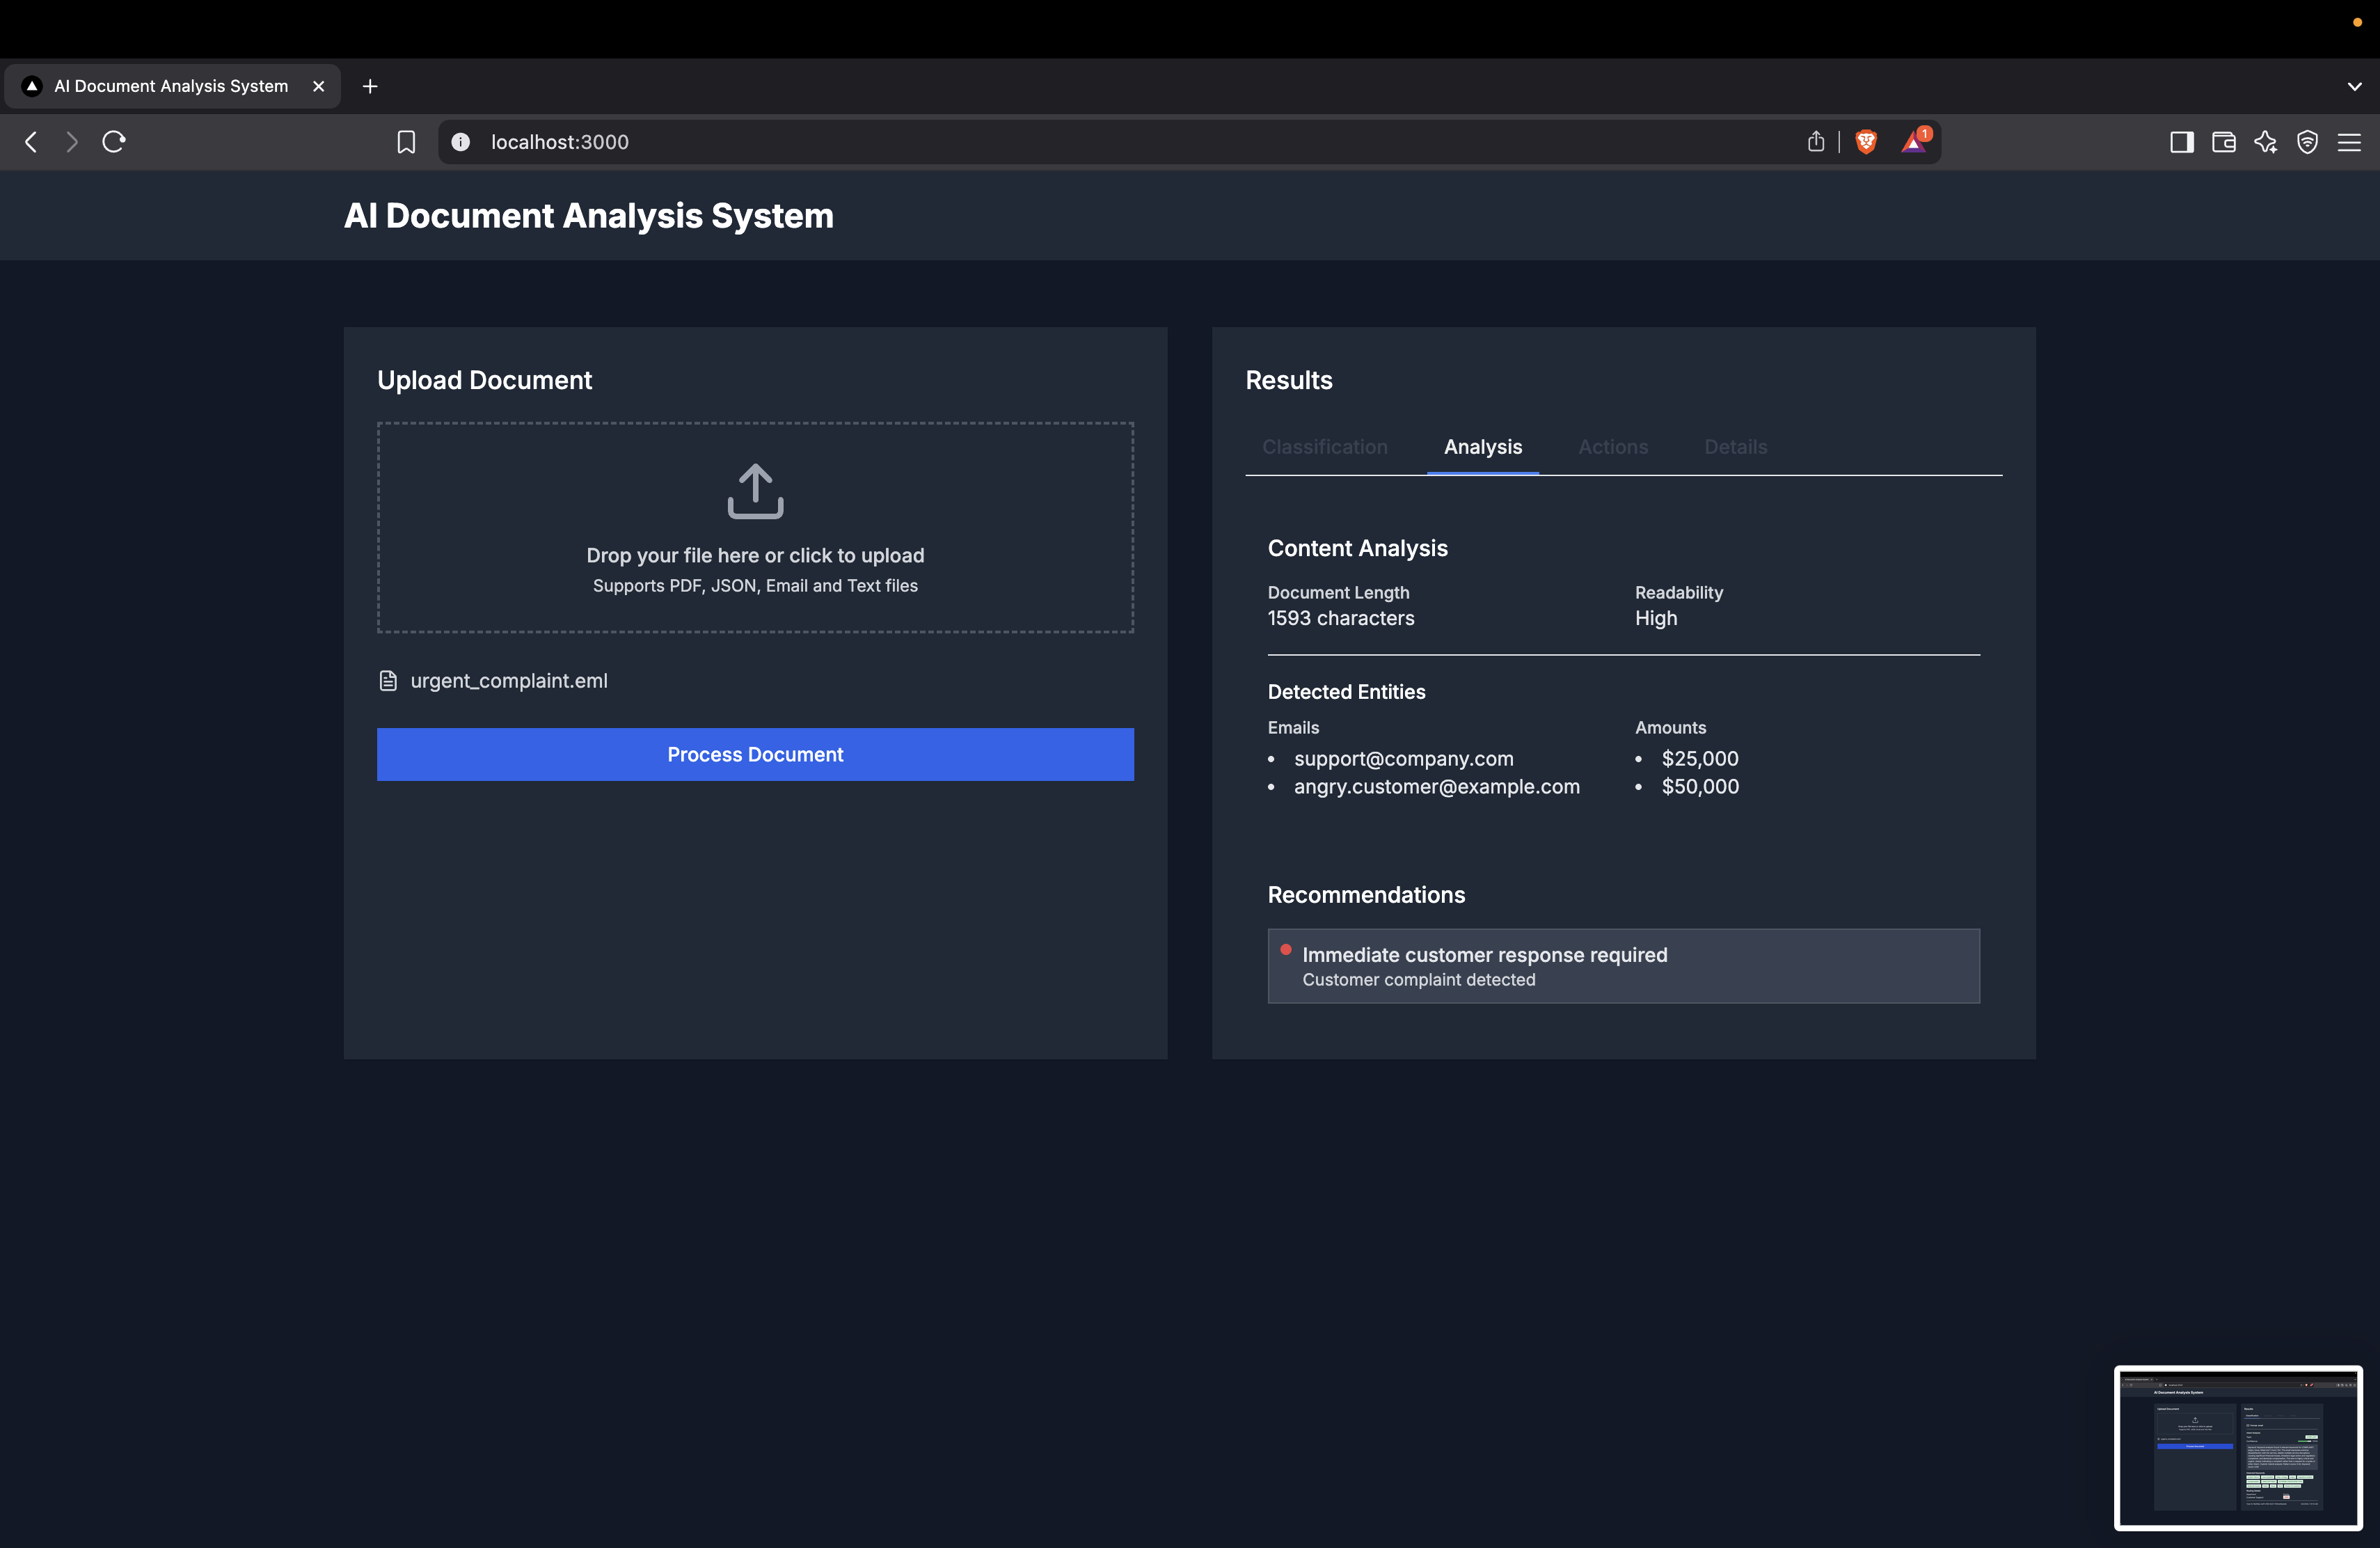 AI Document Analysis System
localhost:3000
1
AI Document Analysis System
Upload Document
Drop your file here or click to upload
Supports PDF, JSON, Email and Text files
urgent_complaint.eml
Process Document
Results
Classification Analysis Actions Details
Content Analysis
Document Length Readability
1593 characters High
Detected Entities
Emails Amounts
• support@company.com • $25,000
• angry.customer@example.com • $50,000
Recommendations
Immediate customer response required
Customer complaint detected